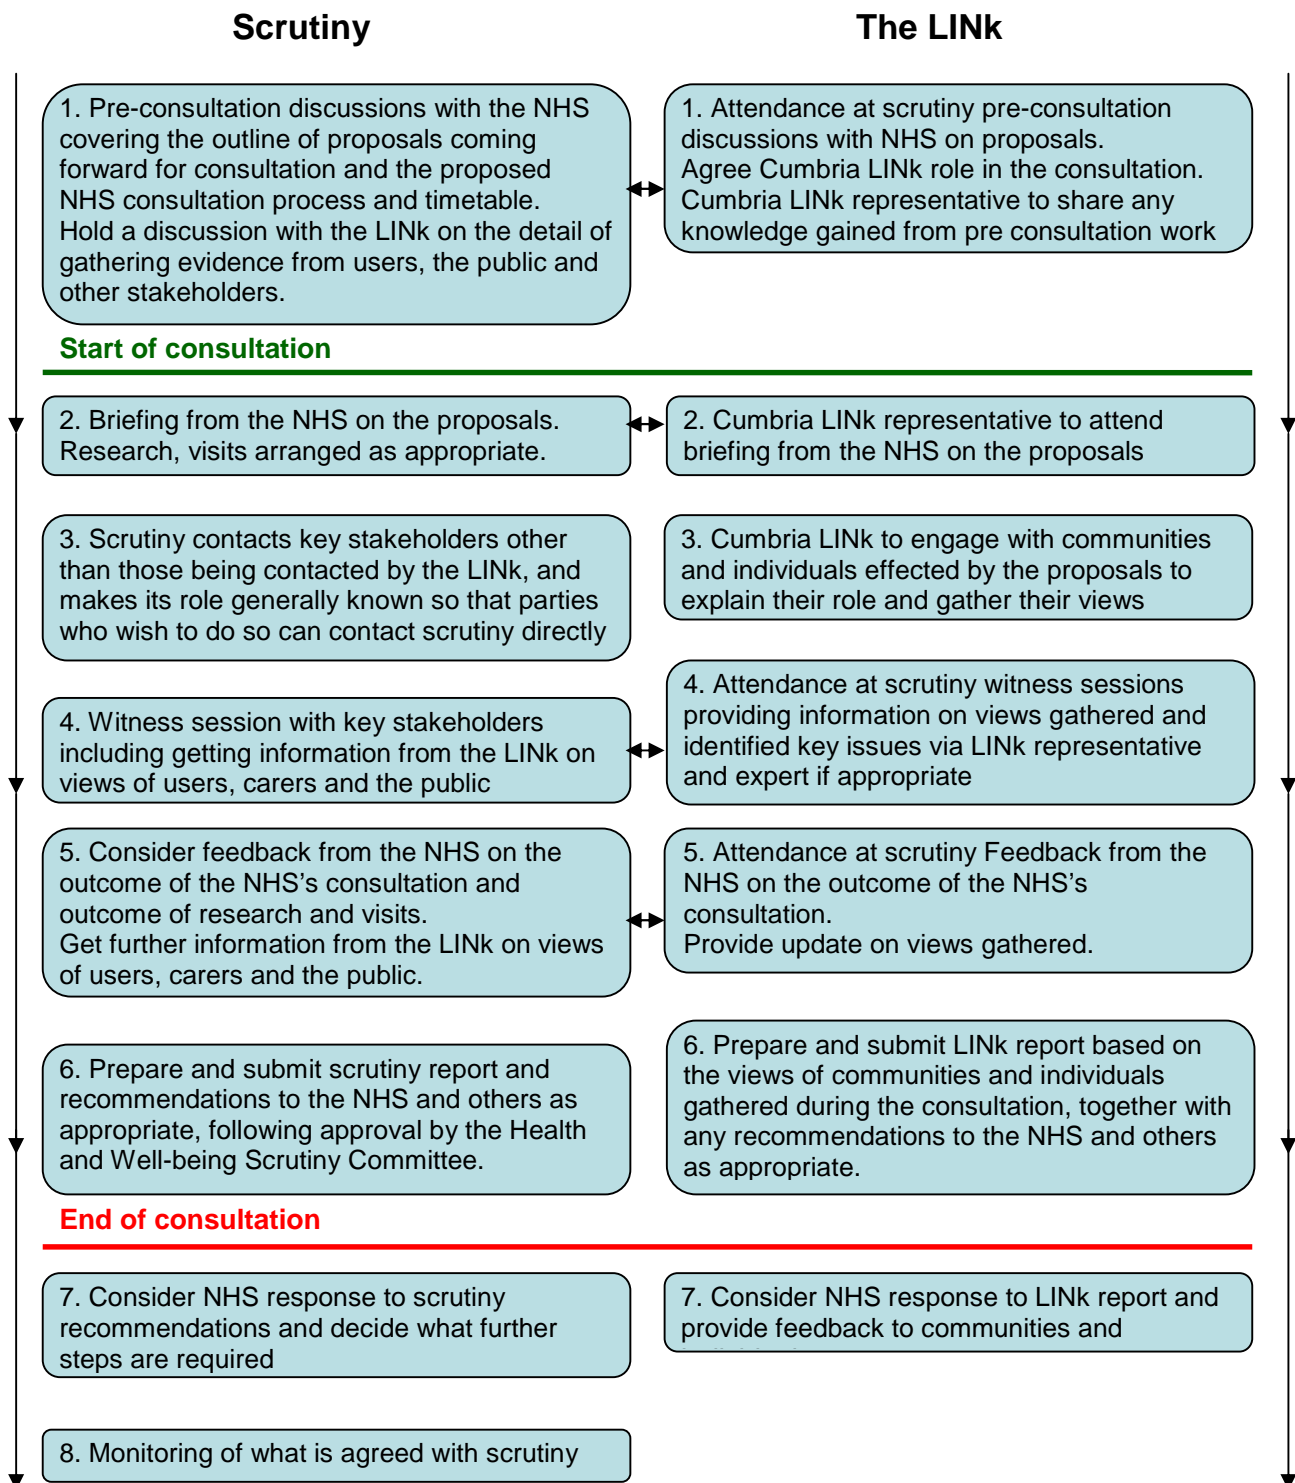 Scrutiny
The LINk
1. Pre-consultation discussions with the NHS
covering the outline of proposals coming
forward for consultation and the proposed
NHS consultation process and timetable.
Hold a discussion with the LINk on the detail of
gathering evidence from users, the public and
other stakeholders.
1. Attendance at scrutiny pre-consultation
discussions with NHS on proposals.
Agree Cumbria LINk role in the consultation.
Cumbria LINk representative to share any
knowledge gained from pre consultation work
Start of consultation
2. Briefing from the NHS on the proposals.
Research, visits arranged as appropriate.
2. Cumbria LINk representative to attend
briefing from the NHS on the proposals
3. Scrutiny contacts key stakeholders other
than those being contacted by the LINk, and
makes its role generally known so that parties
who wish to do so can contact scrutiny directly
3. Cumbria LINk to engage with communities
and individuals effected by the proposals to
explain their role and gather their views
4. Witness session with key stakeholders
including getting information from the LINk on
views of users, carers and the public
4. Attendance at scrutiny witness sessions
providing information on views gathered and
identified key issues via LINk representative
and expert if appropriate
5. Consider feedback from the NHS on the
outcome of the NHS's consultation and
outcome of research and visits.
Get further information from the LINk on views
of users, carers and the public.
5. Attendance at scrutiny Feedback from the
NHS on the outcome of the NHS's
consultation.
Provide update on views gathered.
6. Prepare and submit scrutiny report and
recommendations to the NHS and others as
appropriate, following approval by the Health
and Well-being Scrutiny Committee.
6. Prepare and submit LINk report based on
the views of communities and individuals
gathered during the consultation, together with
any recommendations to the NHS and others
as appropriate.
End of consultation
7. Consider NHS response to scrutiny
recommendations and decide what further
steps are required
7. Consider NHS response to LINk report and
provide feedback to communities and
8. Monitoring of what is agreed with scrutiny